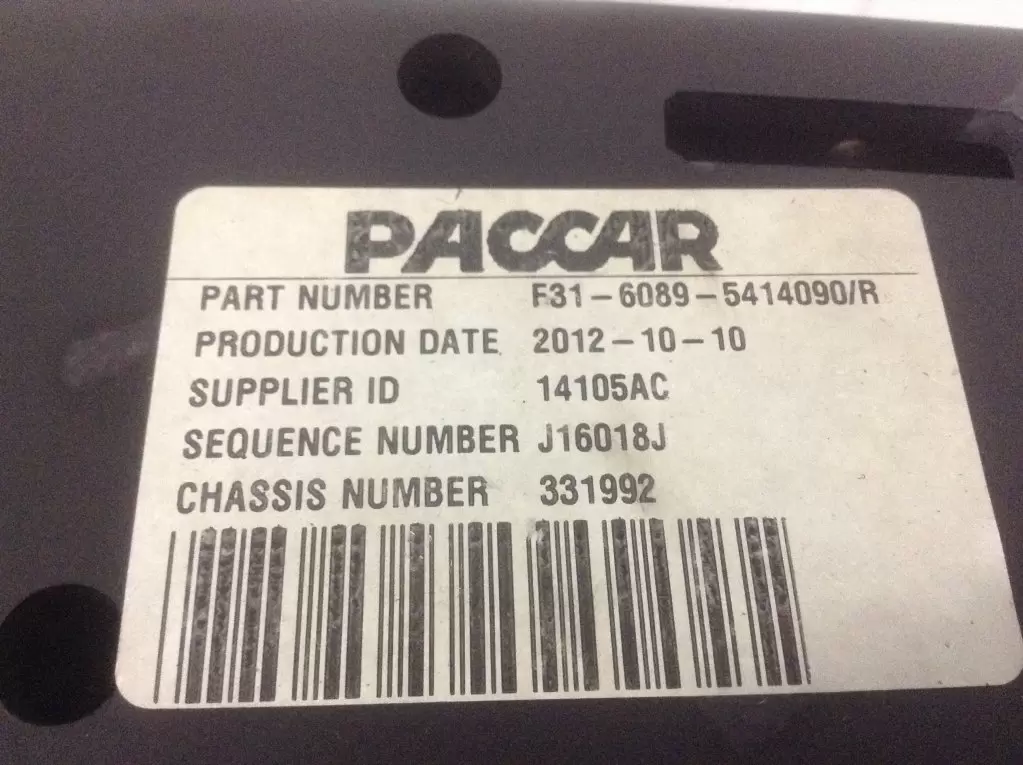 PACCAR
PART NUMBER F31-6089-5414090/R
PRODUCTION DATE 2012-10-10
SUPPLIER ID 14105AC
SEQUENCE NUMBER J16018J
CHASSIS NUMBER 331992